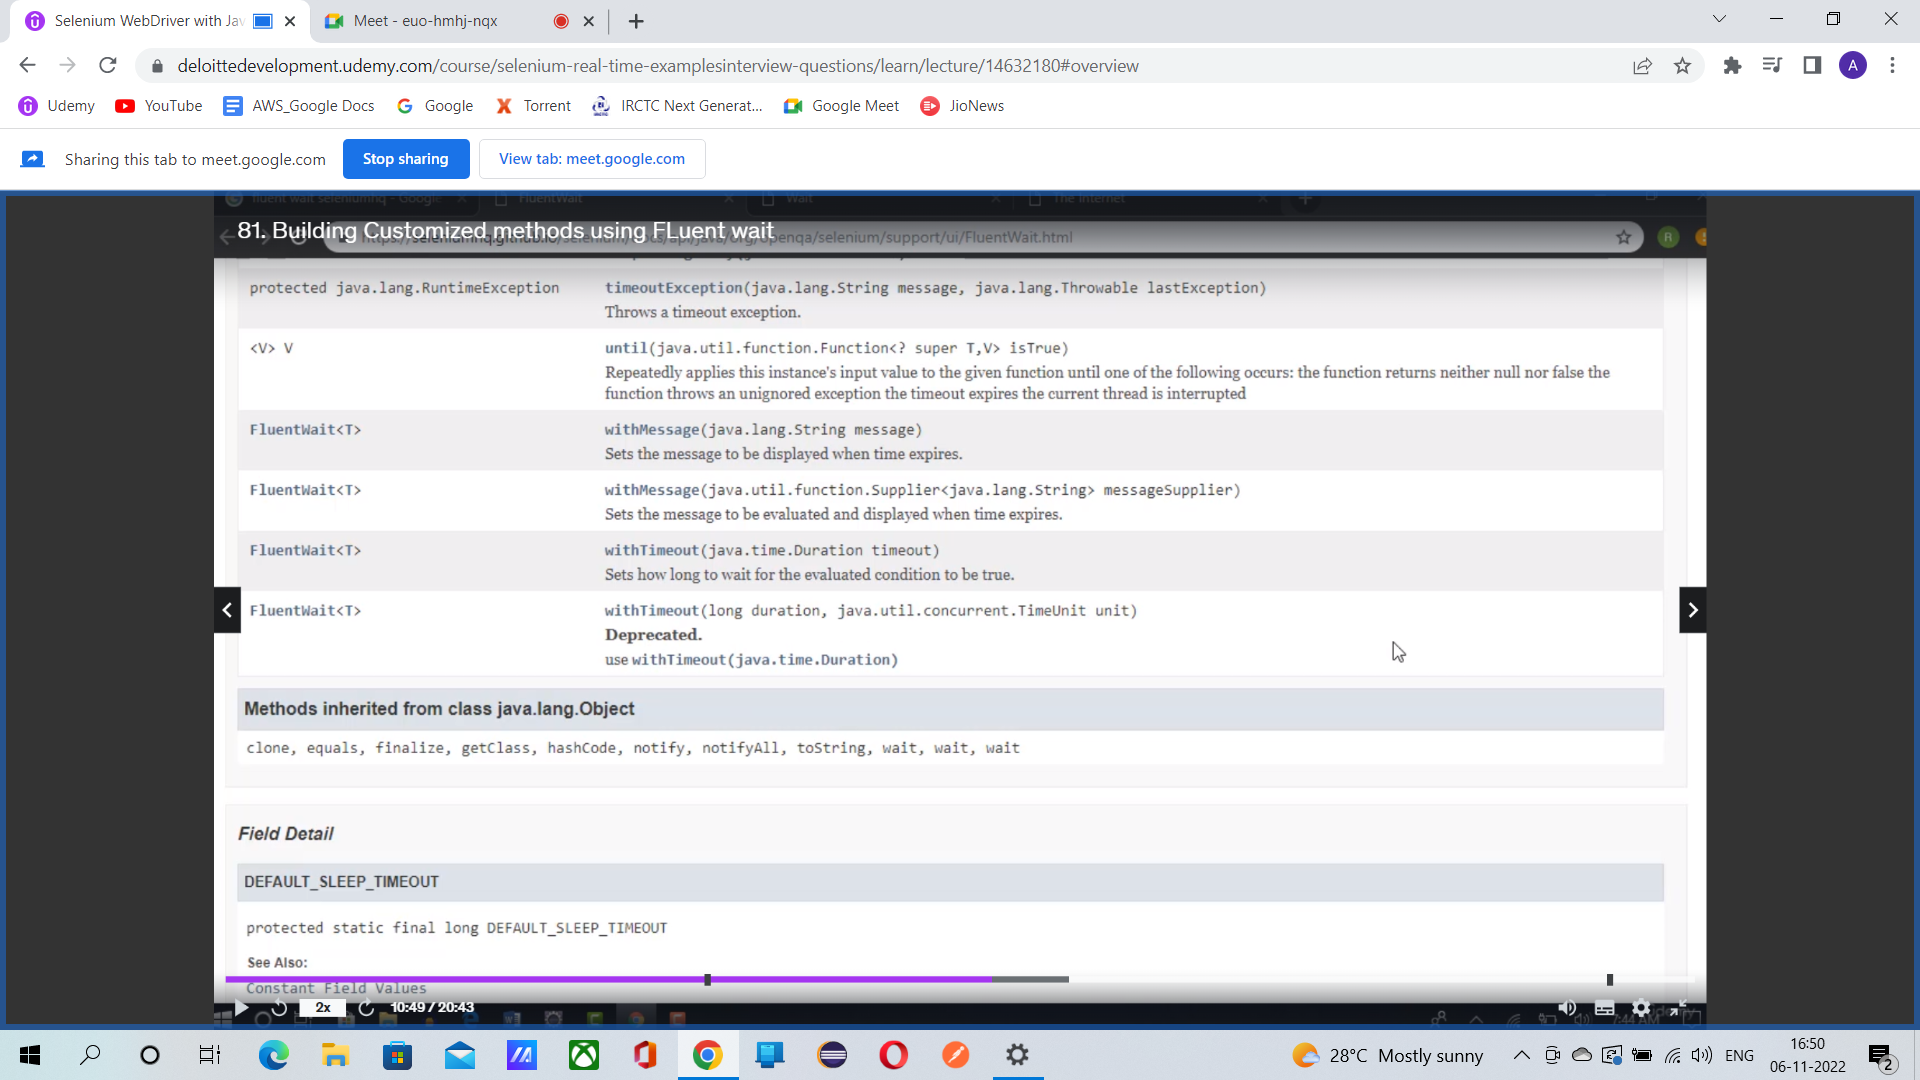 Selenium WebDriver with Jav
Meet - euo-hmhj-nqx
deloittedevelopment.udemy.com/course/selenium-real-time-examplesinterview-questions/learn/lecture/14632180#overview
A
Udemy
YouTube
AWS_Google Docs
Google
Torrent
IRCTC Next Generat...
Google Meet
JioNews
Sharing this tab to meet.google.com
Stop sharing
View tab: meet.google.com
fluent wait seleniumhq - Google
FluentWait
Wait
The Internet
81. Building Customized methods using FLuent wait
openqa/selenium/support/ui/FluentWait.html
R
protected java.lang.RuntimeException
timeoutException(java.lang.String message, java.lang.Throwable lastException)
Throws a timeout exception.
<V> V
until(java.util.function.Function<? super T,V> isTrue)
Repeatedly applies this instance's input value to the given function until one of the following occurs: the function returns neither null nor false the
function throws an unignored exception the timeout expires the current thread is interrupted
FluentWait<T>
withMessage(java.lang.String message)
Sets the message to be displayed when time expires.
FluentWait<T>
withMessage(java.util.function.Supplier<java.lang.String> messageSupplier)
Sets the message to be evaluated and displayed when time expires.
FluentWait<T>
withTimeout(java.time.Duration timeout)
Sets how long to wait for the evaluated condition to be true.
FluentWait<T>
withTimeout(long duration, java.util.concurrent.TimeUnit unit)
Deprecated.
use withTimeout(java.time.Duration)
Methods inherited from class java.lang.Object
clone, equals, finalize, getClass, hashCode, notify, notifyAll, toString, wait, wait, wait
Field Detail
DEFAULT_SLEEP_TIMEOUT
protected static final long DEFAULT_SLEEP_TIMEOUT
See Also:
Constant Field Values
2x
10:49 / 20:43
28°C Mostly sunny
ENG
16:50
06-11-2022
2